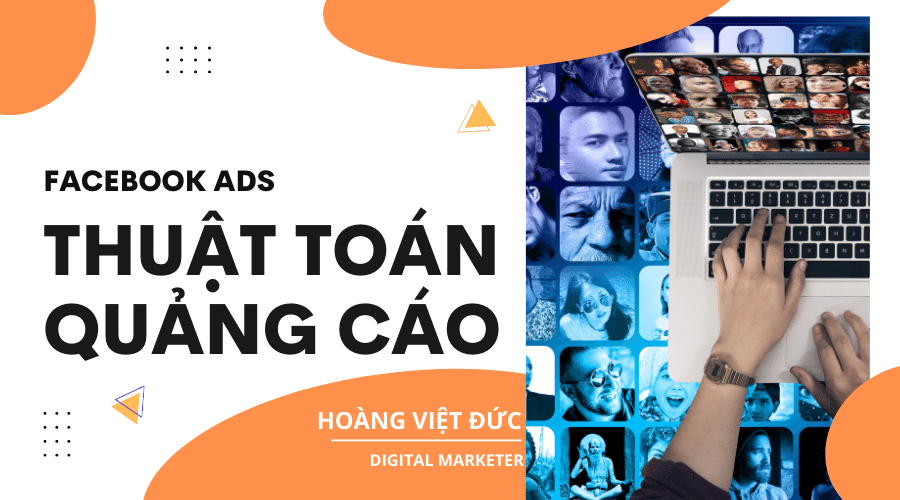 FACEBOOK ADS
THUẬT TOÁN
QUẢNG CÁO
HOÀNG VIỆT ĐỨC
DIGITAL MARKETER